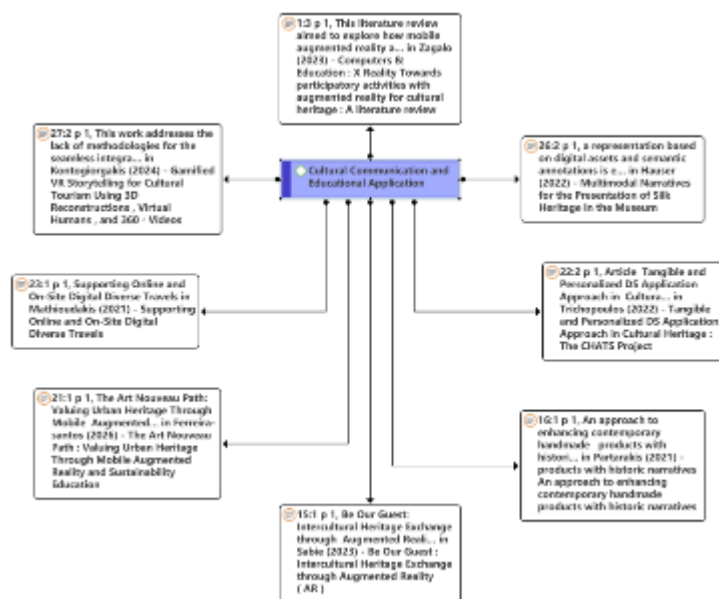 1:3 p 1, This literature review
aimed to explore how mobile
augmented reality a... in Zagalo
(2023) - Computers &
Education : X Reality Towards
participatory activities with
augmented reality for cultural
heritage : A literature review
27:2 p 1, This work addresses the
lack of methodologies for the
seamless integra... in
Kontogiorgakis (2024) - Gamified
VR Storytelling for Cultural
Tourism Using 3D
Reconstructions , Virtual
Humans , and 360 - Videos
Cultural Communication and
Educational Application
26:2 p 1, a representation based
on digital assets and semantic
annotations is e... in Hauser
(2022) - Multimodal Narratives
for the Presentation of Silk
Heritage in the Museum
23:1 p 1, Supporting Online and
On-Site Digital Diverse Travels in
Mathioudakis (2021) - Supporting
Online and On-Site Digital
Diverse Travels
22:2 p 1, Article Tangible and
Personalized DS Application
Approach in Cultura... in
Trichopoulos (2022) - Tangible
and Personalized DS Application
Approach in Cultural Heritage :
The CHATS Project
21:1 p 1, The Art Nouveau Path:
Valuing Urban Heritage Through
Mobile Augmented... in Ferreira-
santos (2026) - The Art Nouveau
Path : Valuing Urban Heritage
Through Mobile Augmented
Reality and Sustainability
Education
16:1 p 1, An approach to
enhancing contemporary
handmade products with
histori... in Partarakis (2021) -
products with historic narratives
An approach to enhancing
contemporary handmade
products with historic narratives
15:1 p 1, Be Our Guest:
Intercultural Heritage Exchange
through Augmented Reali... in
Sabie (2023) - Be Our Guest :
Intercultural Heritage Exchange
through Augmented Reality
( AR )